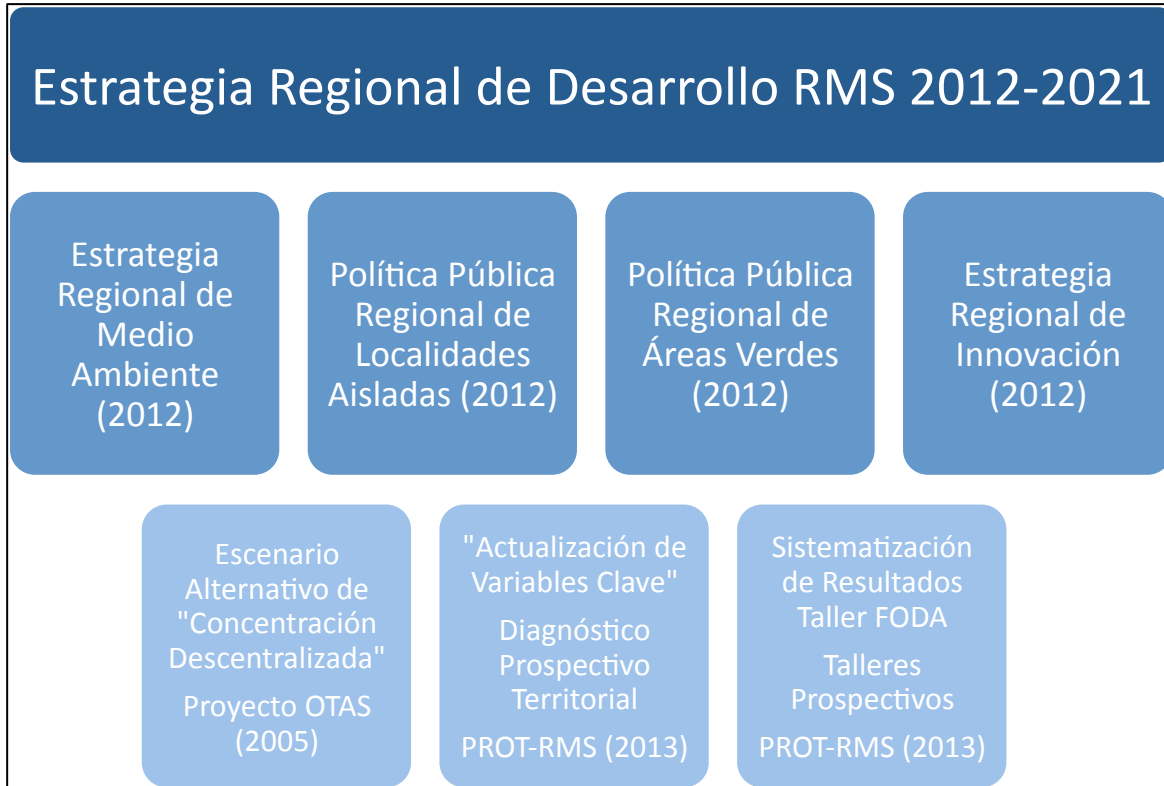 Estrategia Regional de Desarrollo RMS 2012-2021
Estrategia
Regional de
Medio
Ambiente
(2012)
Política Pública
Regional de
Localidades
Aisladas (2012)
Política Pública
Regional de
Áreas Verdes
(2012)
Estrategia
Regional de
Innovación
(2012)
Escenario
Alternativo de
"Concentración
Descentralizada"
Proyecto OTAS
(2005)
"Actualización de
Variables Clave"
Diagnóstico
Prospectivo
Territorial
PROT-RMS (2013)
Sistematización
de Resultados
Taller FODA
Talleres
Prospectivos
PROT-RMS (2013)